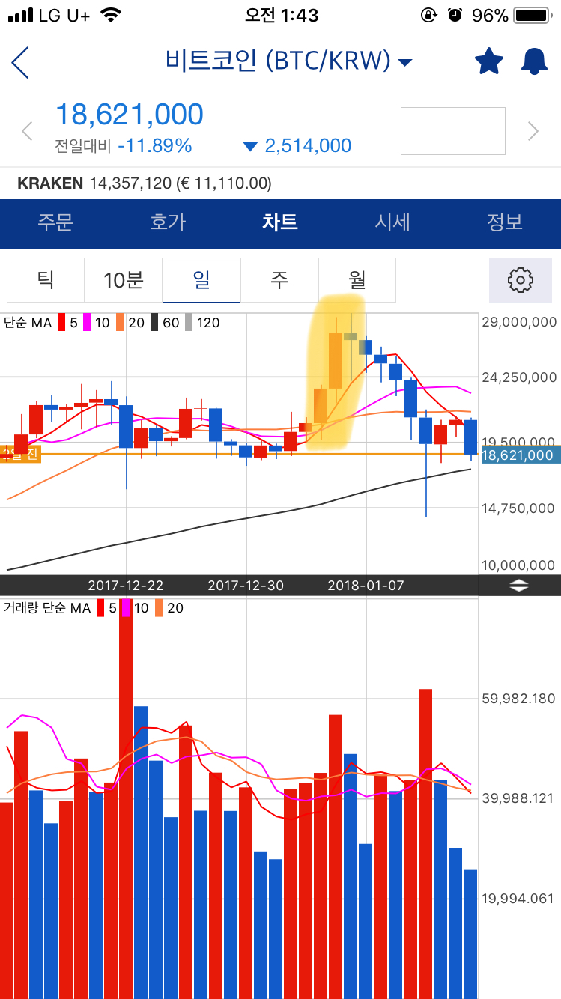 LG U+ 오전 1:43 96%
비트코인 (BTC/KRW)
18,621,000
전일대비 -11.89% 2,514,000
KRAKEN 14,357,120 (€ 11,110.00)
주문 호가 차트 시세 정보
틱 10분 일 주 월
단순 MA 5 10 20 60 120
29,000,000
24,250,000
19,500,000
전
18,621,000
14,750,000
10,000,000
2017-12-22 2017-12-30 2018-01-07
거래량 단순 MA 5 10 20
59,982.180
39,988.121
19,994.061